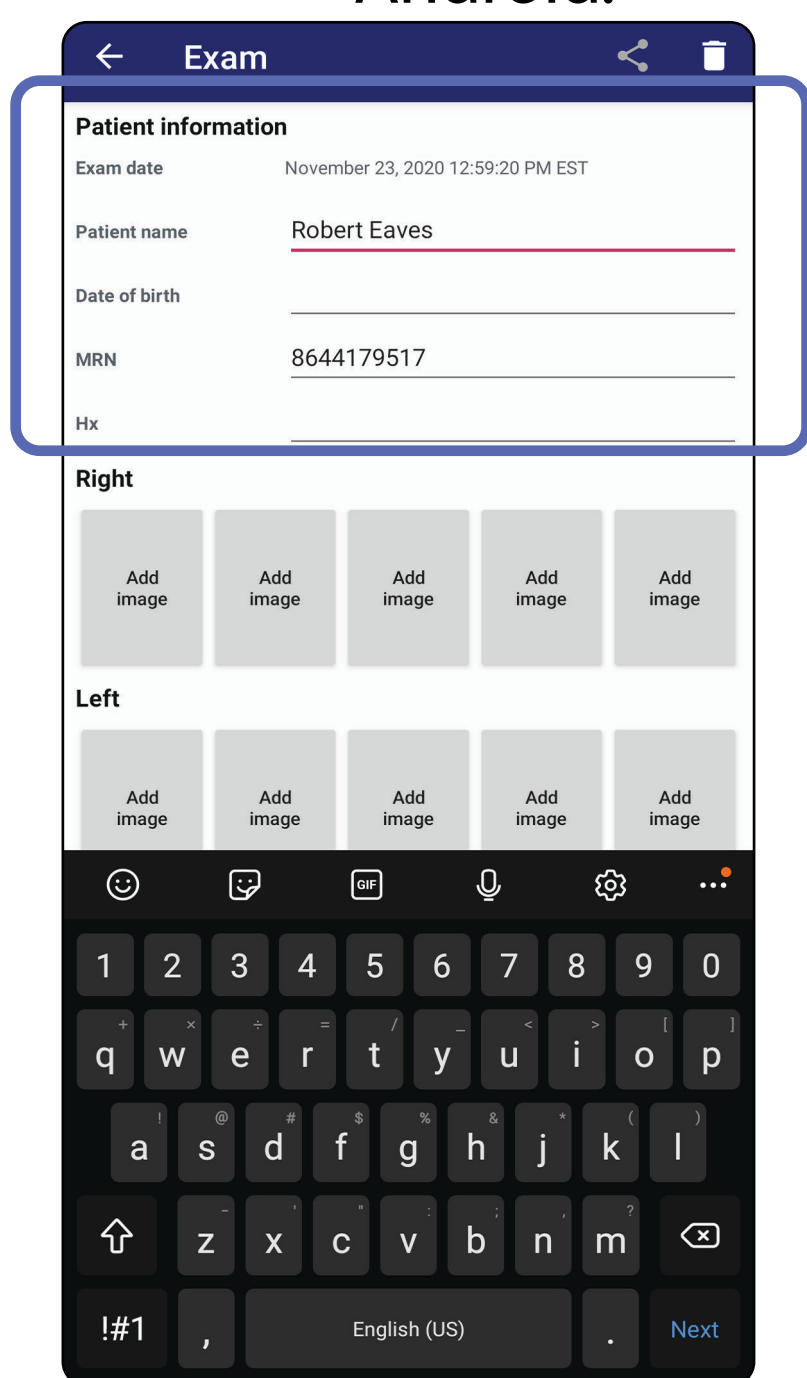 Android:
Exam
Patient information
Exam date November 23, 2020 12:59:20 PM EST
Patient name Robert Eaves
Date of birth
MRN 8644179517
Hx
Right
Add image Add image Add image Add image Add image
Left
Add image Add image Add image Add image Add image
GIF
1 2 3 4 5 6 7 8 9 0
+ × ÷ = / _ < > [ ]
q w e r t y u i o p
! @ # $ % & * ( )
a s d f g h j k l
- ' " : ; , ?
z x c v b n m
!#1 , English (US) . Next